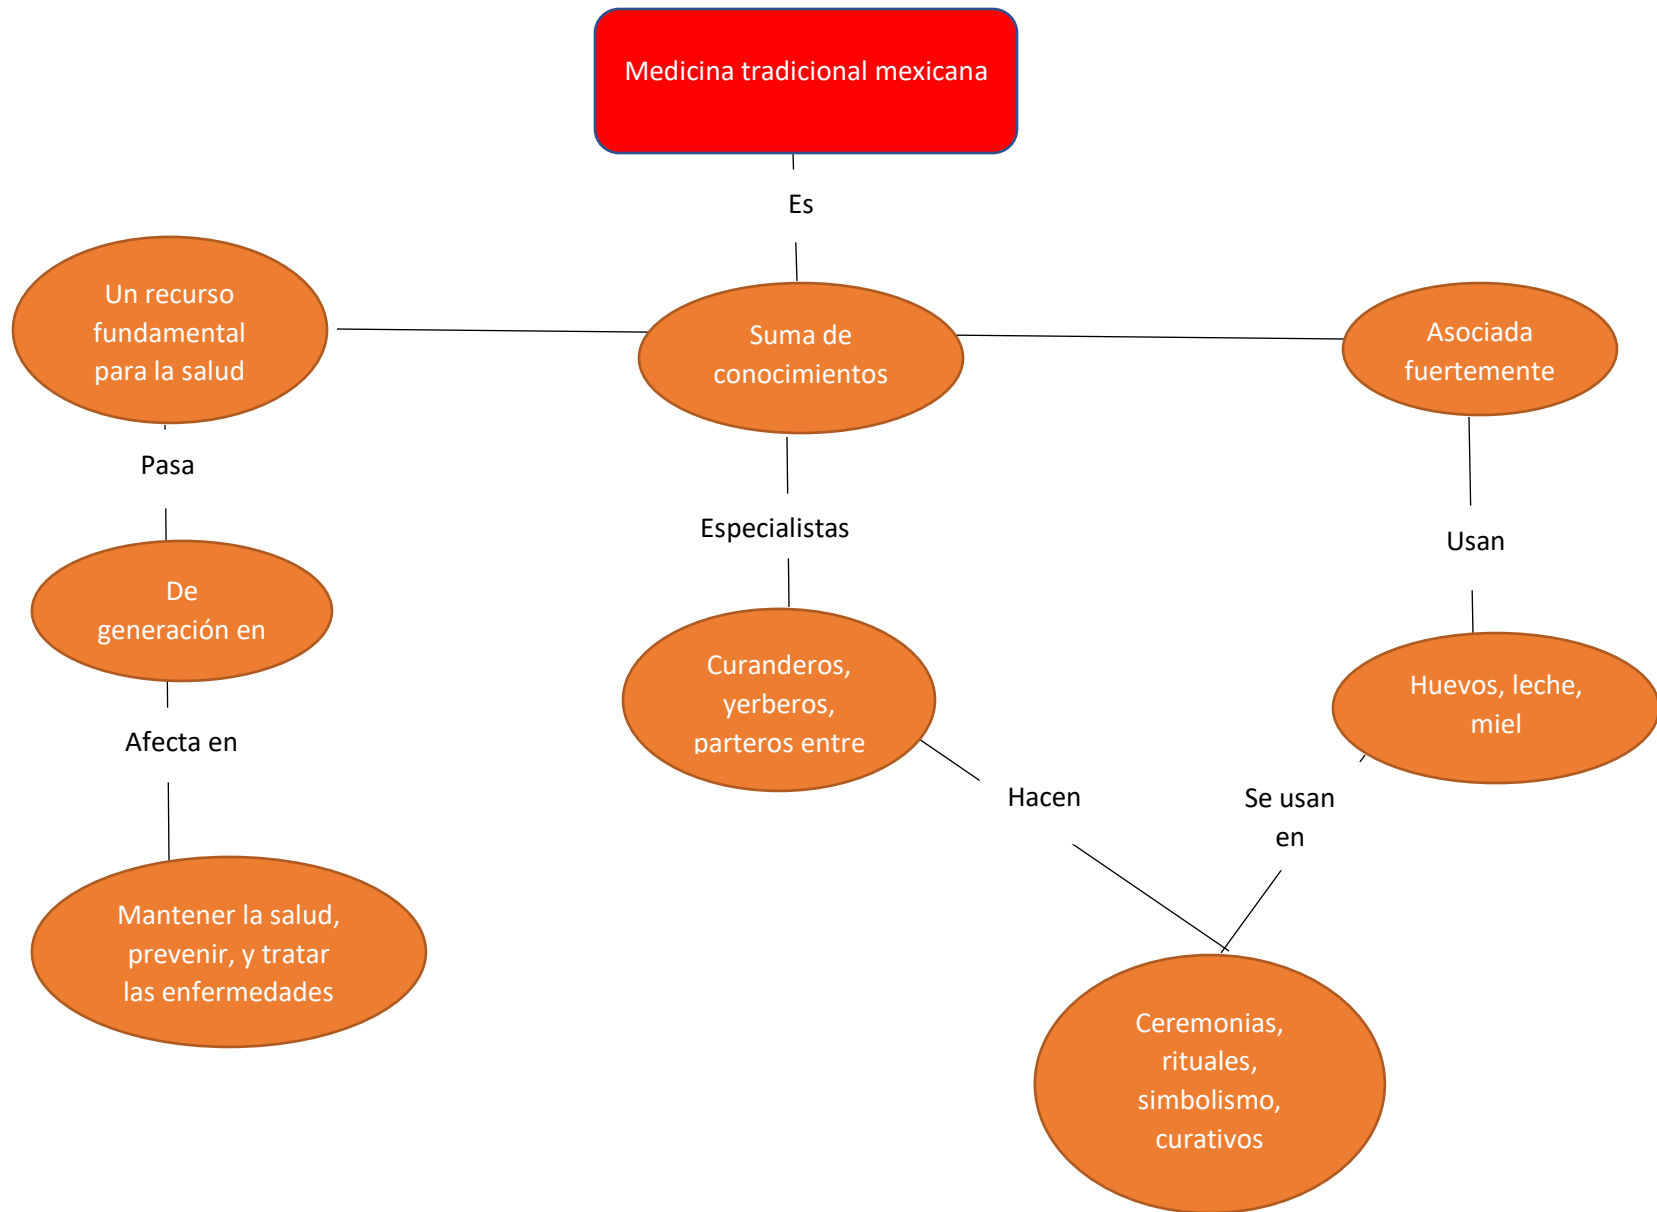 Medicina tradicional mexicana
Es
Un recurso
fundamental
para la salud
Suma de
conocimientos
Asociada
fuertemente
Pasa
Especialistas
Usan
De
generación en
Curanderos,
yerberos,
parteros entre
Huevos, leche,
miel
Afecta en
Hacen
Se usan
en
Mantener la salud,
prevenir, y tratar
las enfermedades
Ceremonias,
rituales,
simbolismo,
curativos